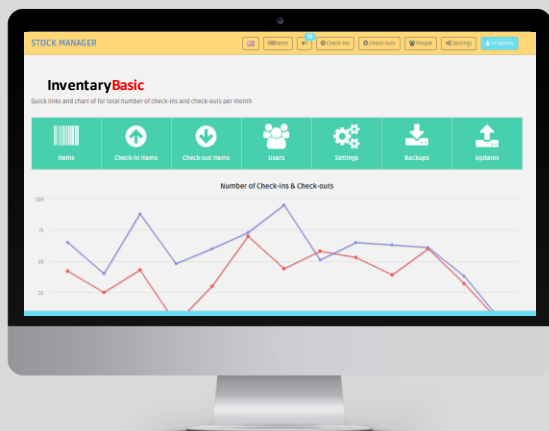 STOCK MANAGER
Items
Check-ins
Check-outs
People
Settings
InventaryBasic
Quick links and chart of for total number of check-ins and check-outs per month
Items
Check-in Items
Check-out Items
Users
Settings
Backups
Updates
Number of Check-ins & Check-outs
100
75
50
25